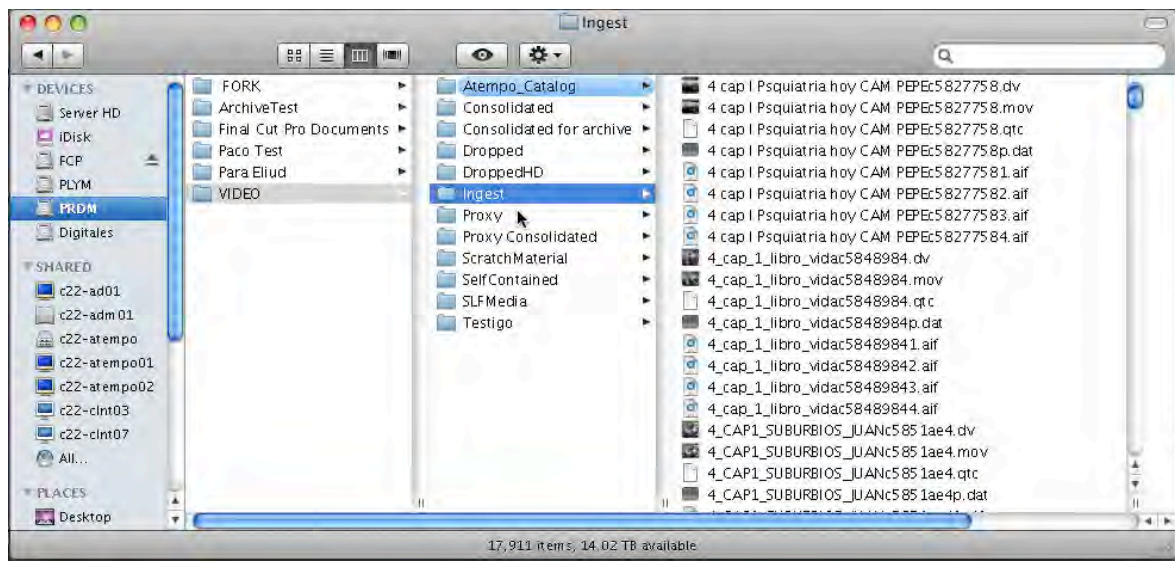 Ingest
DEVICES
Server HD
iDisk
FCP
PLYM
PRDM
Digitales
SHARED
c22-ad01
c22-adm01
c22-atempo
c22-atempo01
c22-atempo02
c22-clnt03
c22-clnt07
All...
PLACES
Desktop
FORK
ArchiveTest
Final Cut Pro Documents
Paco Test
Para Eliud
VIDEO
Atempo_Catalog
Consolidated
Consolidated for archive
Dropped
DroppedHD
Ingest
Proxy
Proxy Consolidated
ScratchMaterial
SelfContained
SLFMedia
Testigo
4 cap I Psquiatria hoy CAM PEPEc5827758.dv
4 cap I Psquiatria hoy CAM PEPEc5827758.mov
4 cap I Psquiatria hoy CAM PEPEc5827758.qtc
4 cap I Psquiatria hoy CAM PEPEc5827758p.dat
4 cap I Psquiatria hoy CAM PEPEc58277581.aif
4 cap I Psquiatria hoy CAM PEPEc58277582.aif
4 cap I Psquiatria hoy CAM PEPEc58277583.aif
4 cap I Psquiatria hoy CAM PEPEc58277584.aif
4_cap_1_libro_vidac5848984.dv
4_cap_1_libro_vidac5848984.mov
4_cap_1_libro_vidac5848984.qtc
4_cap_1_libro_vidac5848984p.dat
4_cap_1_libro_vidac58489841.aif
4_cap_1_libro_vidac58489842.aif
4_cap_1_libro_vidac58489843.aif
4_cap_1_libro_vidac58489844.aif
4_CAP1_SUBURBIOS_JUANc5851ae4.dv
4_CAP1_SUBURBIOS_JUANc5851ae4.mov
4_CAP1_SUBURBIOS_JUANc5851ae4.qtc
4_CAP1_SUBURBIOS_JUANc5851ae4p.dat
17,911 items, 14.02 TB available